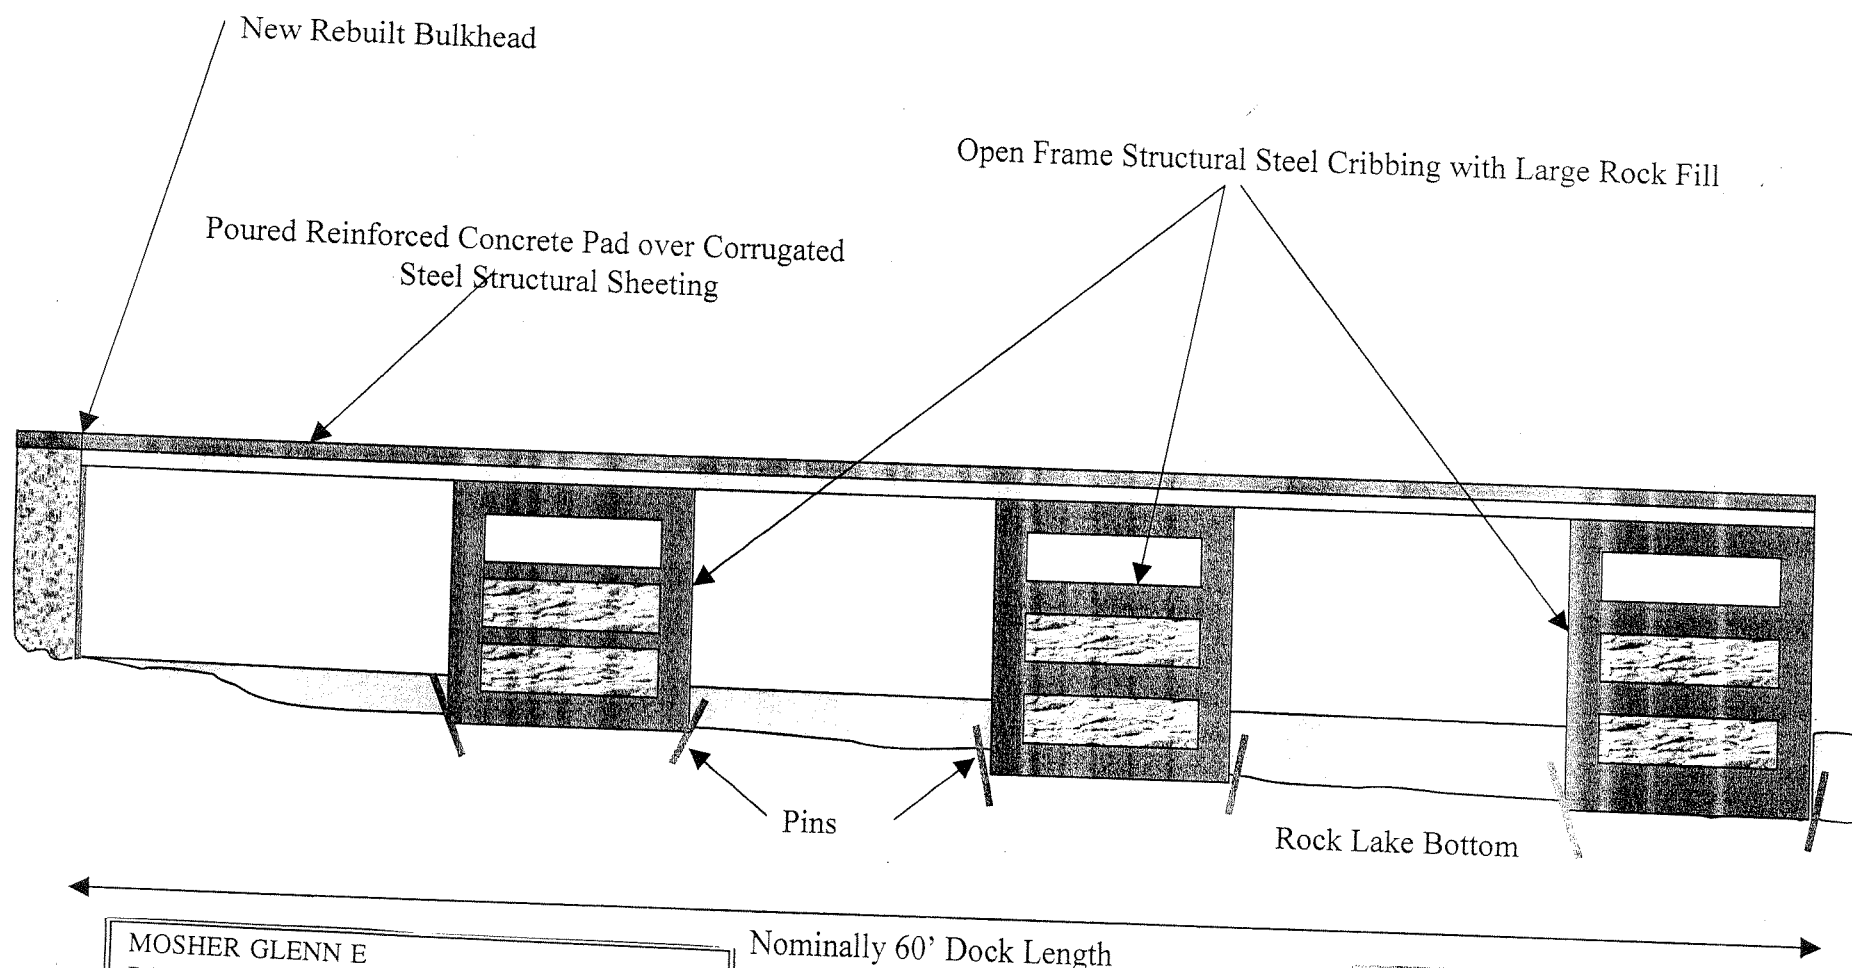 New Rebuilt Bulkhead
Open Frame Structural Steel Cribbing with Large Rock Fill
Poured Reinforced Concrete Pad over Corrugated
Steel Structural Sheeting
Pins
Rock Lake Bottom
Nominally 60’ Dock Length
MOSHER GLENN E